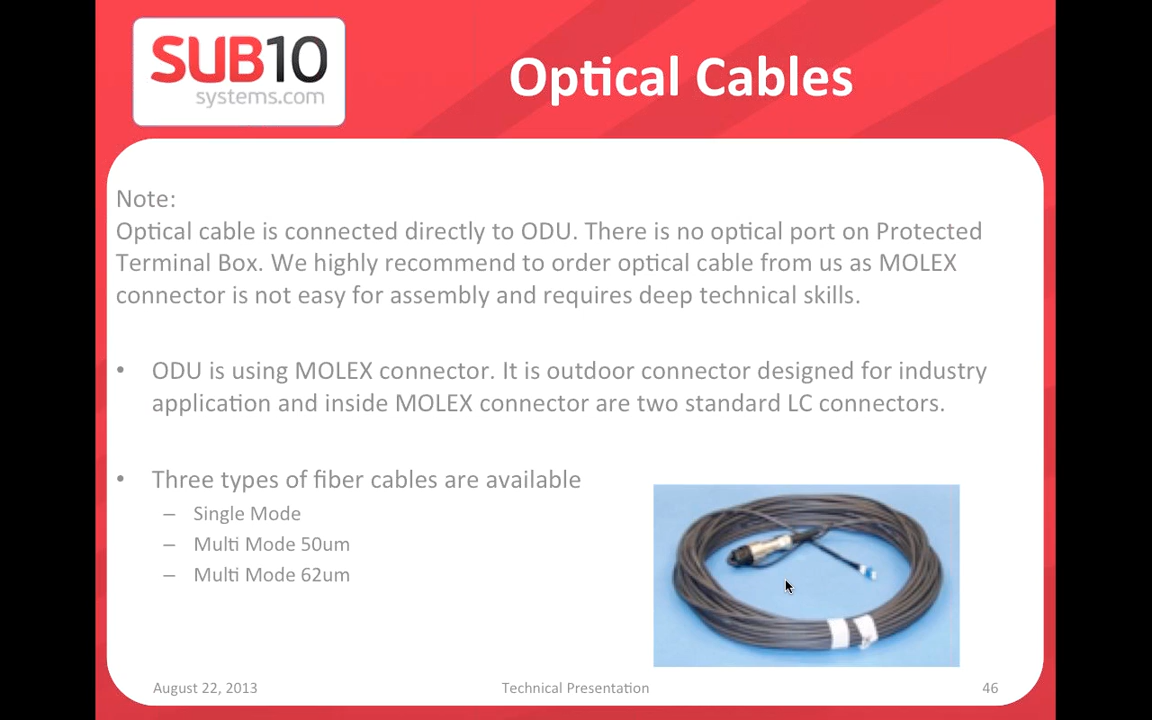 SUB10
systems.com
Optical Cables
Note:
Optical cable is connected directly to ODU. There is no optical port on Protected
Terminal Box. We highly recommend to order optical cable from us as MOLEX
connector is not easy for assembly and requires deep technical skills.
• ODU is using MOLEX connector. It is outdoor connector designed for industry
application and inside MOLEX connector are two standard LC connectors.
• Three types of fiber cables are available
– Single Mode
– Multi Mode 50um
– Multi Mode 62um
August 22, 2013
Technical Presentation
46